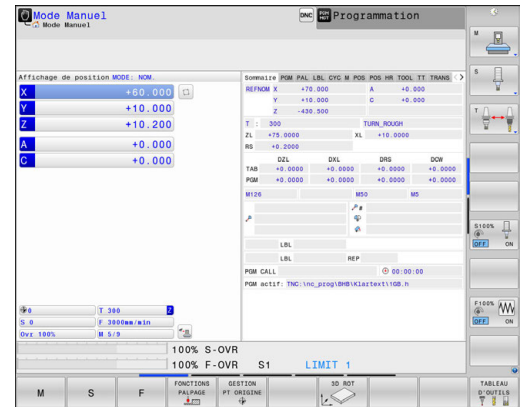 Mode Manuel
Mode Manuel
DNC
Programmation
Affichage de position MODE: NOM.
X +60.000
Y +10.000
Z +10.200
A +0.000
C +0.000
0 T 300 Z
S 0 F 3000mm/min
Ovr 100% M 5/9
Sommaire PGM PAL LBL CYC M POS POS HR TOOL TT TRANS
REFNOM X +70.000 A +0.000
Y +10.000 C +0.000
Z -430.500
T : 300 TURN_ROUGH
ZL +75.0000 XL +10.0000
RS +0.2000
DZL DXL DRS DCW
TAB +0.0000 +0.0000 +0.0000 +0.0000
PGM +0.0000 +0.0000 +0.0000 +0.0000
M126 M50 M5
LBL
LBL REP
PGM CALL 00:00:00
PGM actif: TNC:\nc_prog\BHB\Klartext\1GB.h
100% S-OVR
100% F-OVR S1 LIMIT 1
M
S
F
FONCTIONS PALPAGE
GESTION PT ORIGINE
3D ROT
TABLEAU D'OUTILS
M
S
T
S100%
OFF ON
F100%
OFF ON